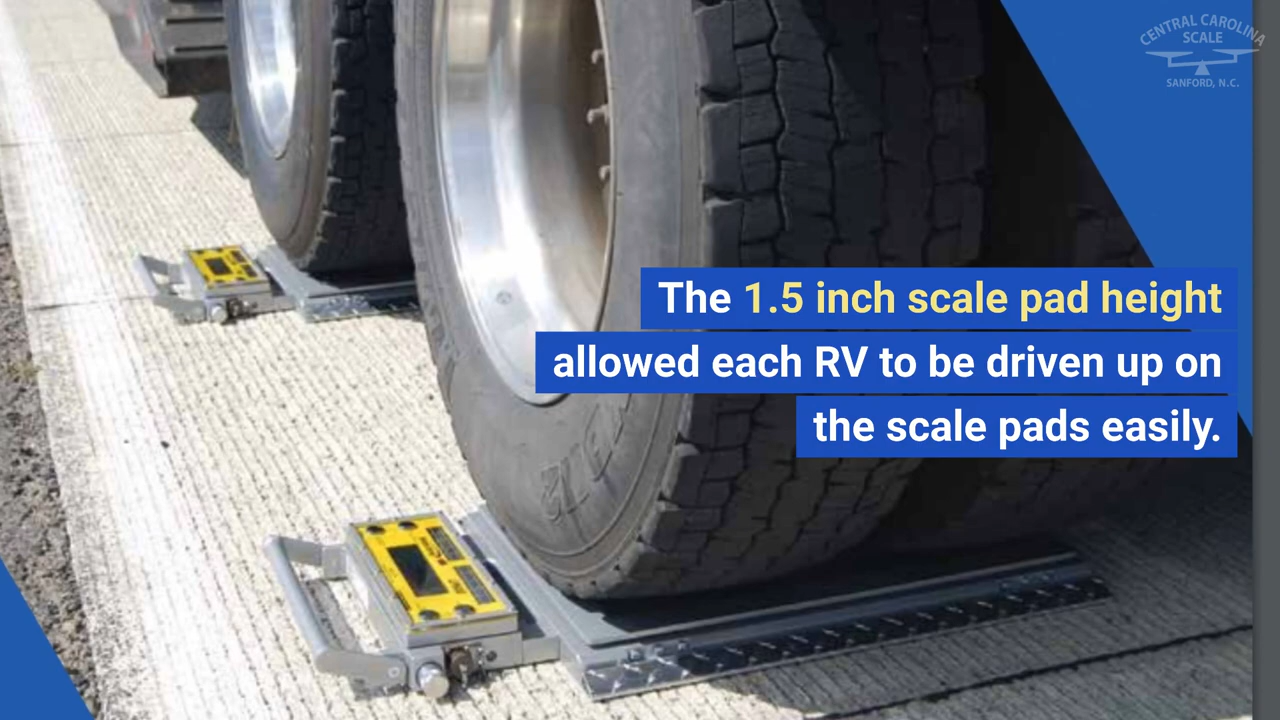 CENTRAL CAROLINA
SCALE
SANFORD, N.C.
The 1.5 inch scale pad height
allowed each RV to be driven up on
the scale pads easily.